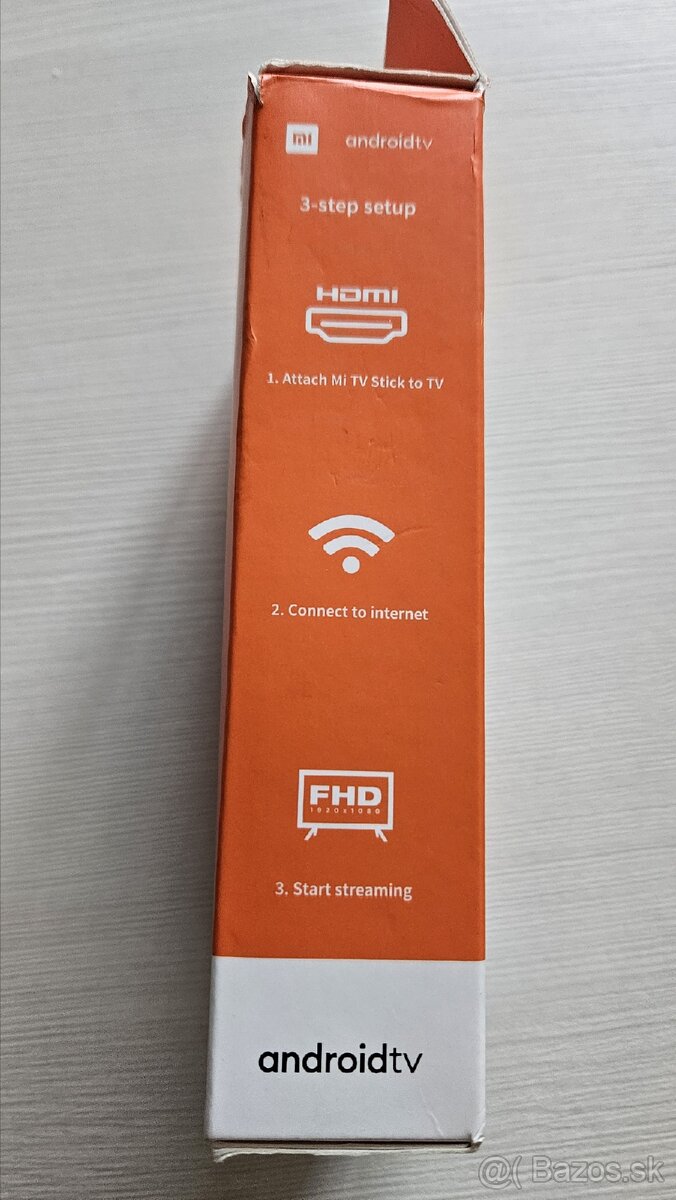 mi androidtv
3-step setup
HDMI
1. Attach Mi TV Stick to TV
2. Connect to internet
FHD
1920x1080
3. Start streaming
androidtv
@( Bazos.sk